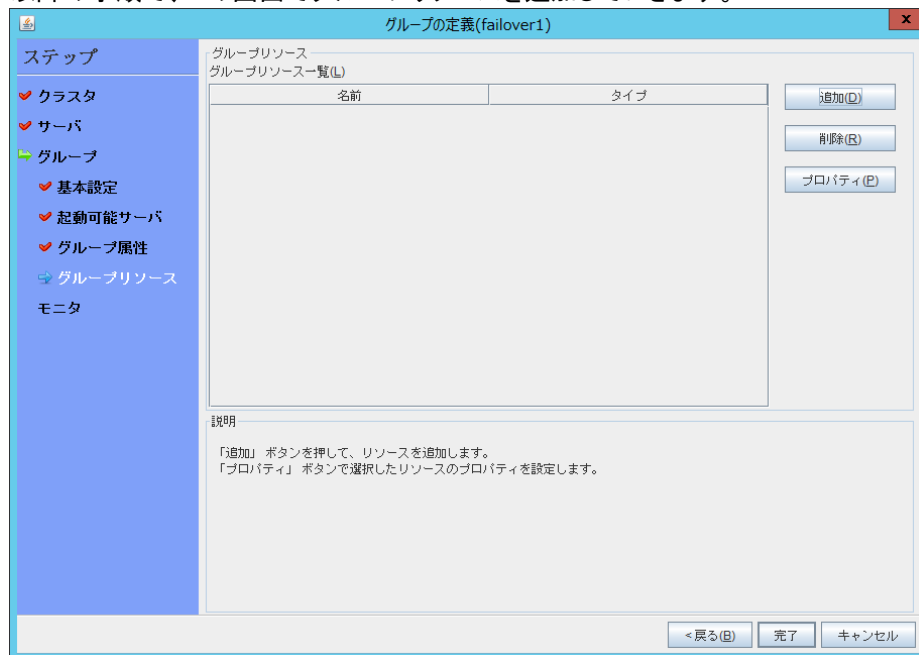 グループの定義(failover1)
x
ステップ
クラスタ
サーバ
グループ
基本設定
起動可能サーバ
グループ属性
グループリソース
モニタ
グループリソース
グループリソース一覧(L)
名前 タイプ
追加(D)
削除(R)
プロパティ(P)
説明
「追加」 ボタンを押して、リソースを追加します。
「プロパティ」 ボタンで選択したリソースのプロパティを設定します。
<戻る(B) 完了 キャンセル